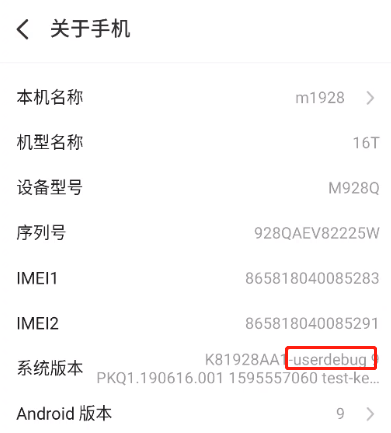 关于手机
本机名称 m1928
机型名称 16T
设备型号 M928Q
序列号 928QAEV82225W
IMEI1 865818040085283
IMEI2 865818040085291
系统版本 K81928AA1-userdebug 9
PKQ1.190616.001 1595557060 test-ke...
Android 版本 9